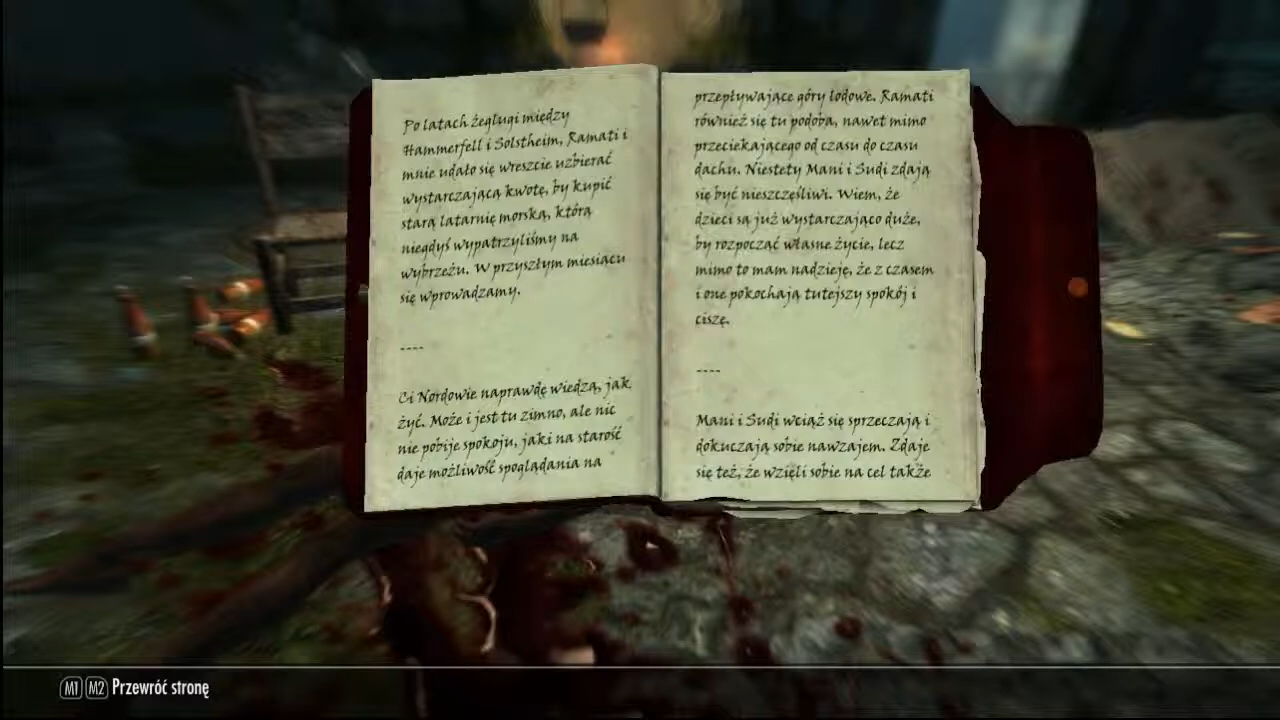 Po latach żeglugi między
Hammerfell i Solstheim, Ramati i
mnie udało się wreszcie uzbierać
wystarczającą kwotę, by kupić
starą latarnię morską, którą
niegdyś wypatrzyliśmy na
wybrzeżu. W przyszłym miesiącu
się wprowadzamy.
----
Ci Nordowie naprawdę wiedzą, jak
żyć. Może i jest tu zimno, ale nic
nie pobije spokoju, jaki na starość
daje możliwość spoglądania na
przepływające góry lodowe. Ramati
również się tu podoba, nawet mimo
przeciekającego od czasu do czasu
dachu. Niestety Mani i Sudi zdają
się być nieszczęśliwi. Wiem, że
dzieci są już wystarczająco duże,
by rozpocząć własne życie, lecz
mimo to mam nadzieję, że z czasem
i one pokochają tutejszy spokój i
ciszę.
----
Mani i Sudi wciąż się sprzeczają i
dokuczają sobie nawzajem. Zdaje
się też, że wzięli sobie na cel także
M1 M2 Przewróć stronę